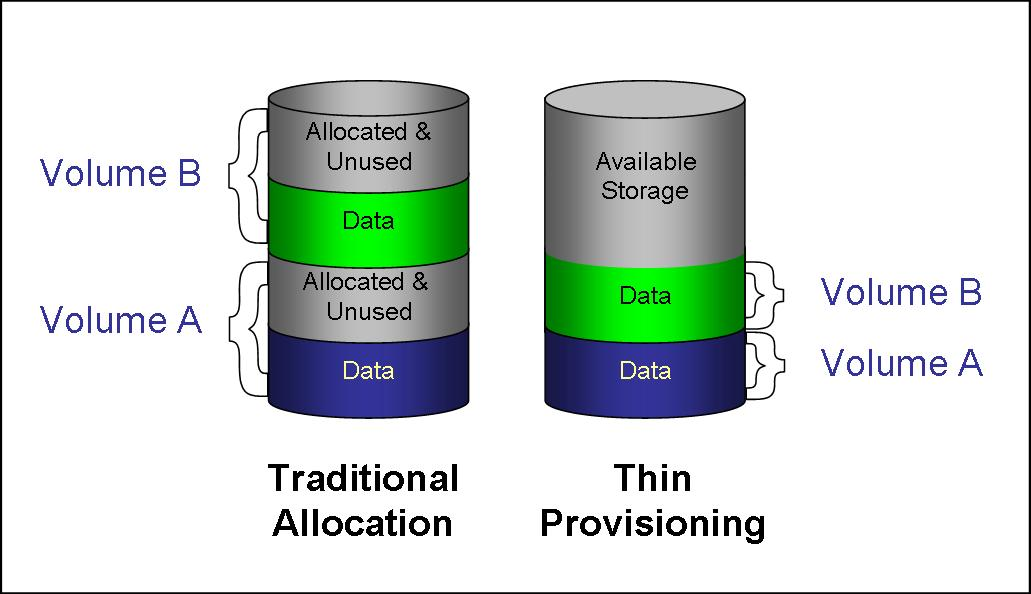 Volume B
Allocated &
Unused
Data
Volume A
Allocated &
Unused
Data
Traditional
Allocation
Available
Storage
Data
Volume B
Data
Volume A
Thin
Provisioning